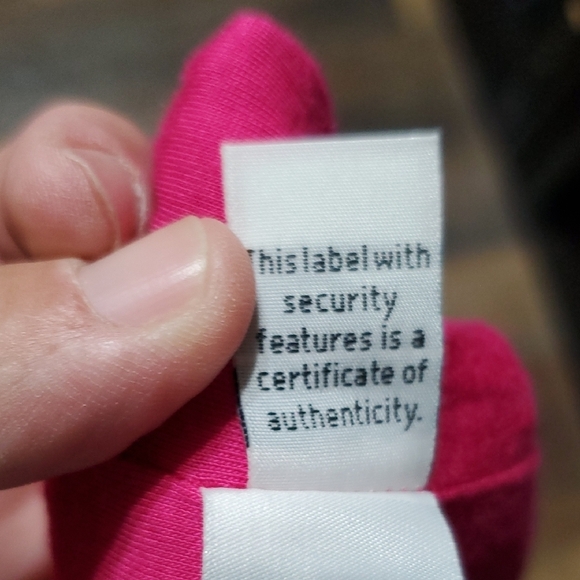 This label with
security
features is a
certificate of
authenticity.